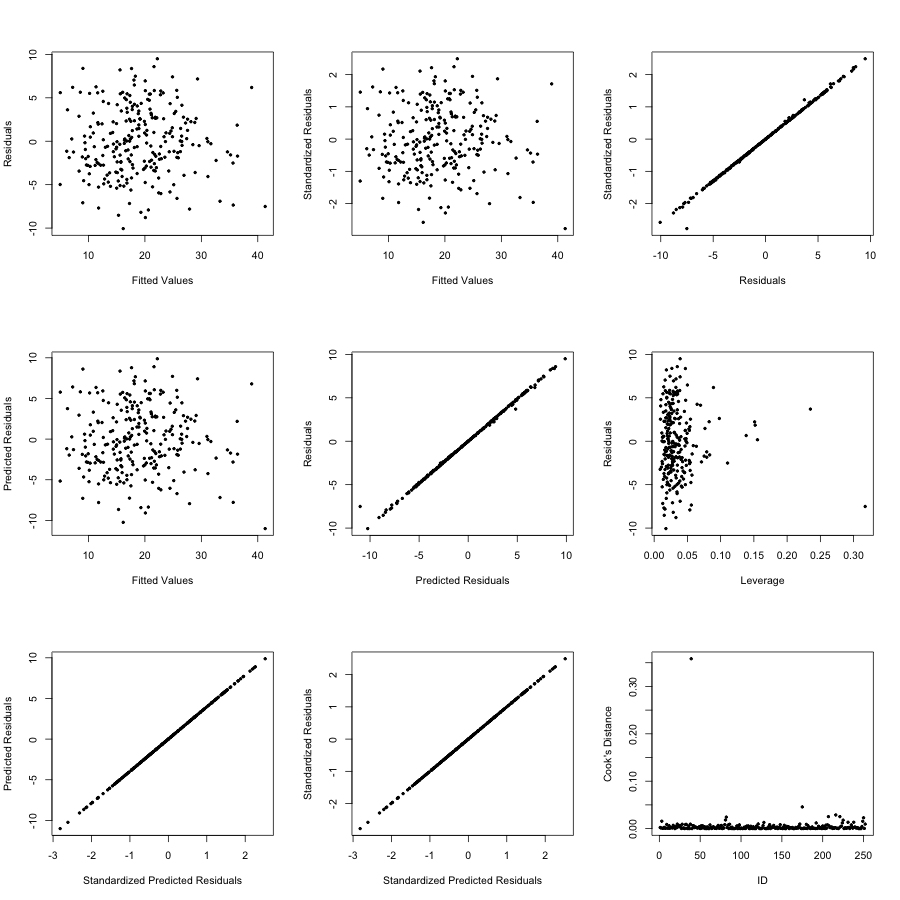 Residuals
-10 -5 0 5 10
10 20 30 40
Fitted Values
Standardized Residuals
-2 -1 0 1 2
10 20 30 40
Fitted Values
Standardized Residuals
-2 -1 0 1 2
-10 -5 0 5 10
Residuals
Predicted Residuals
-10 -5 0 5 10
10 20 30 40
Fitted Values
Residuals
-10 -5 0 5 10
-10 -5 0 5 10
Predicted Residuals
Residuals
-10 -5 0 5 10
0.00 0.05 0.10 0.15 0.20 0.25 0.30
Leverage
Predicted Residuals
-10 -5 0 5 10
-3 -2 -1 0 1 2
Standardized Predicted Residuals
Standardized Residuals
-2 -1 0 1 2
-3 -2 -1 0 1 2
Standardized Predicted Residuals
Cook's Distance
0.00 0.10 0.20 0.30
0 50 100 150 200 250
ID